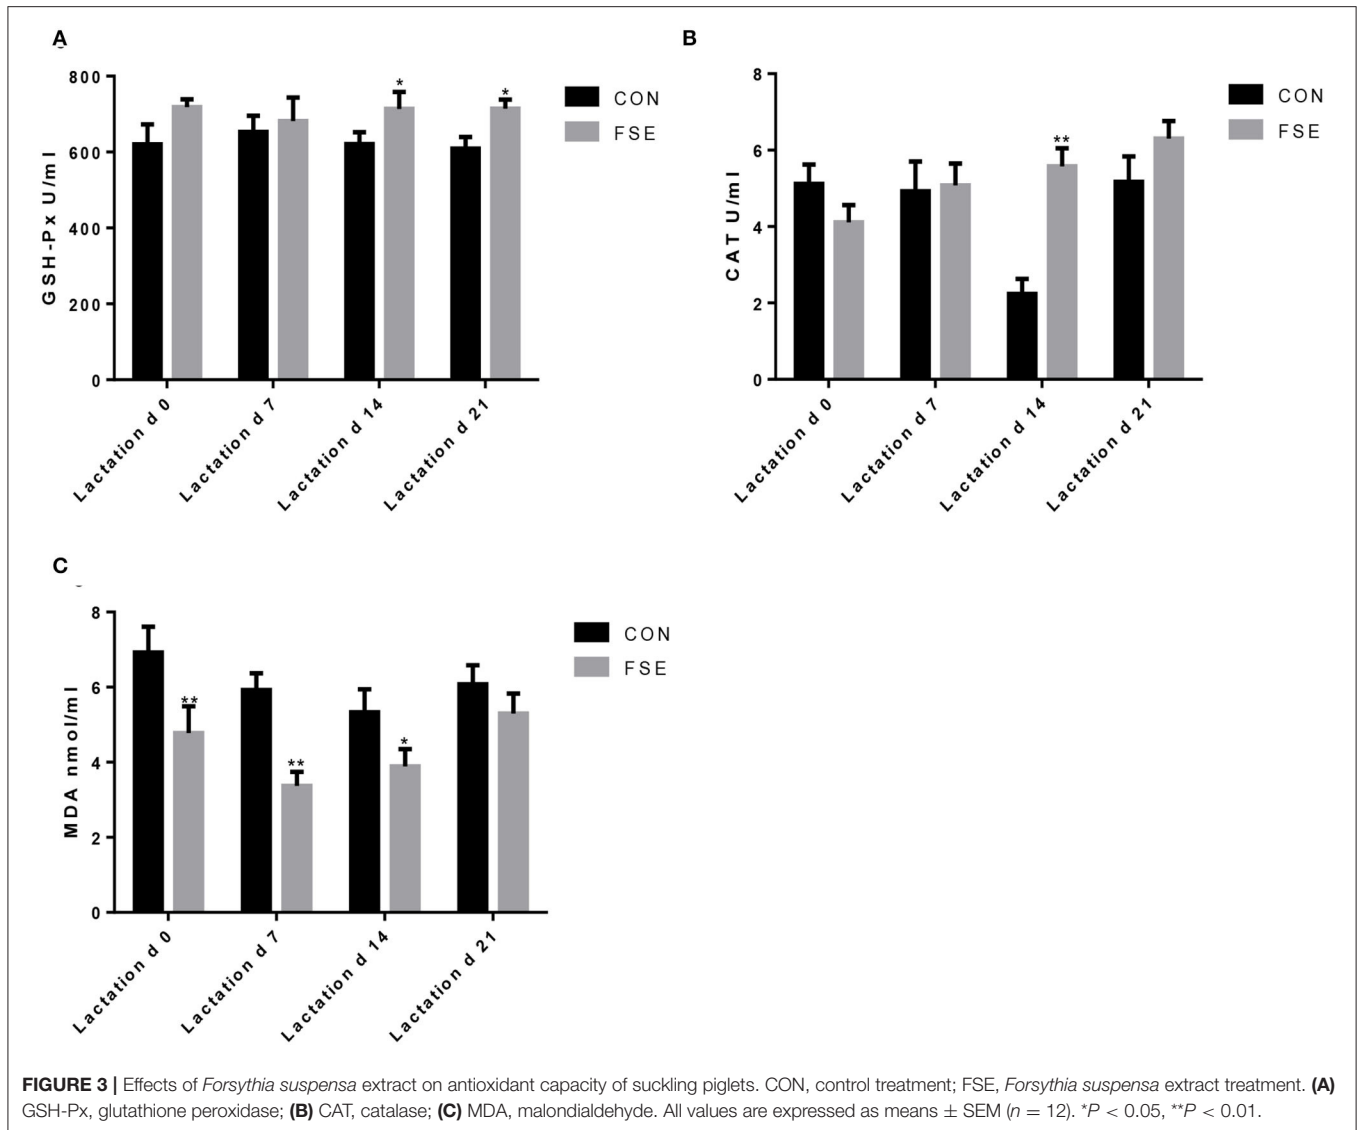 A
800
600
400
200
0
GSH-Px U/ml
*
*
CON
FSE
Lactation d 0
Lactation d 7
Lactation d 14
Lactation d 21
B
8
6
4
2
0
CAT U/ml
**
CON
FSE
Lactation d 0
Lactation d 7
Lactation d 14
Lactation d 21
C
8
6
4
2
0
MDA nmol/ml
**
**
*
CON
FSE
Lactation d 0
Lactation d 7
Lactation d 14
Lactation d 21
FIGURE 3 | Effects of Forsythia suspensa extract on antioxidant capacity of suckling piglets. CON, control treatment; FSE, Forsythia suspensa extract treatment. (A)
GSH-Px, glutathione peroxidase; (B) CAT, catalase; (C) MDA, malondialdehyde. All values are expressed as means ± SEM (n = 12). *P < 0.05, **P < 0.01.